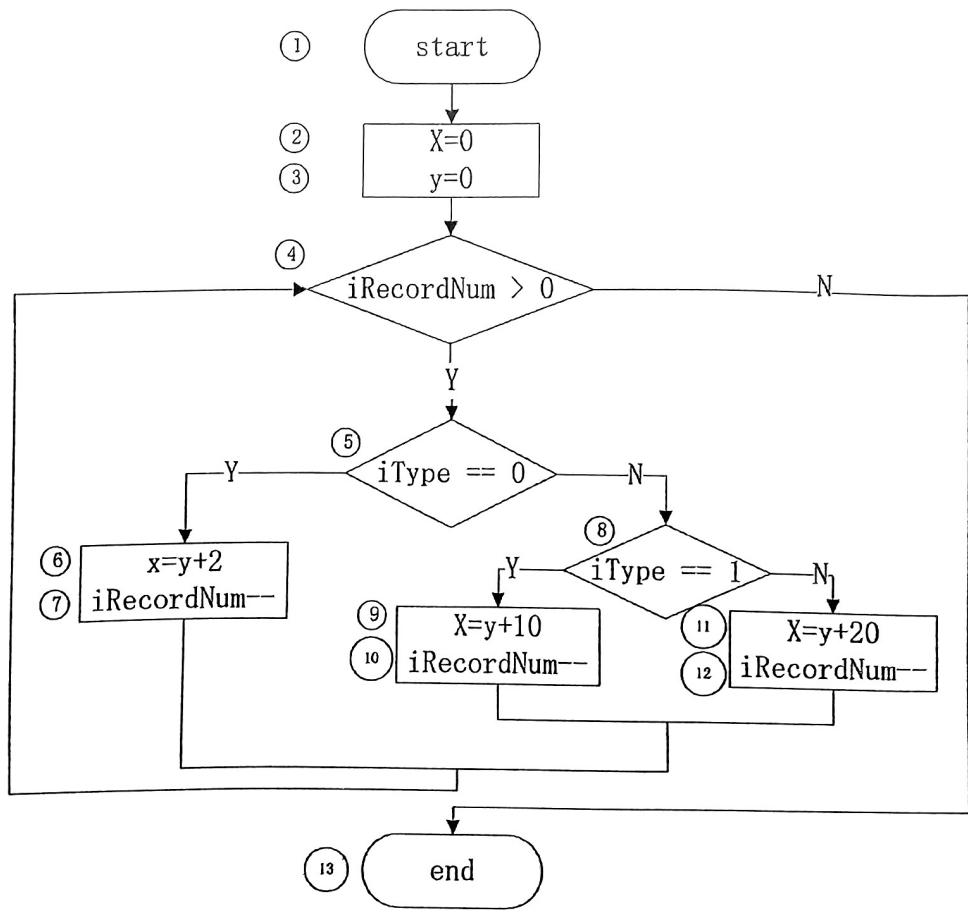 ① start
② X=0
③ y=0
④
iRecordNum > 0
N
Y
⑤
iType == 0
Y
N
⑥ x=y+2
⑦ iRecordNum--
⑧
iType == 1
Y
N
⑨ X=y+10
⑩ iRecordNum--
⑪ X=y+20
⑫ iRecordNum--
⑬ end